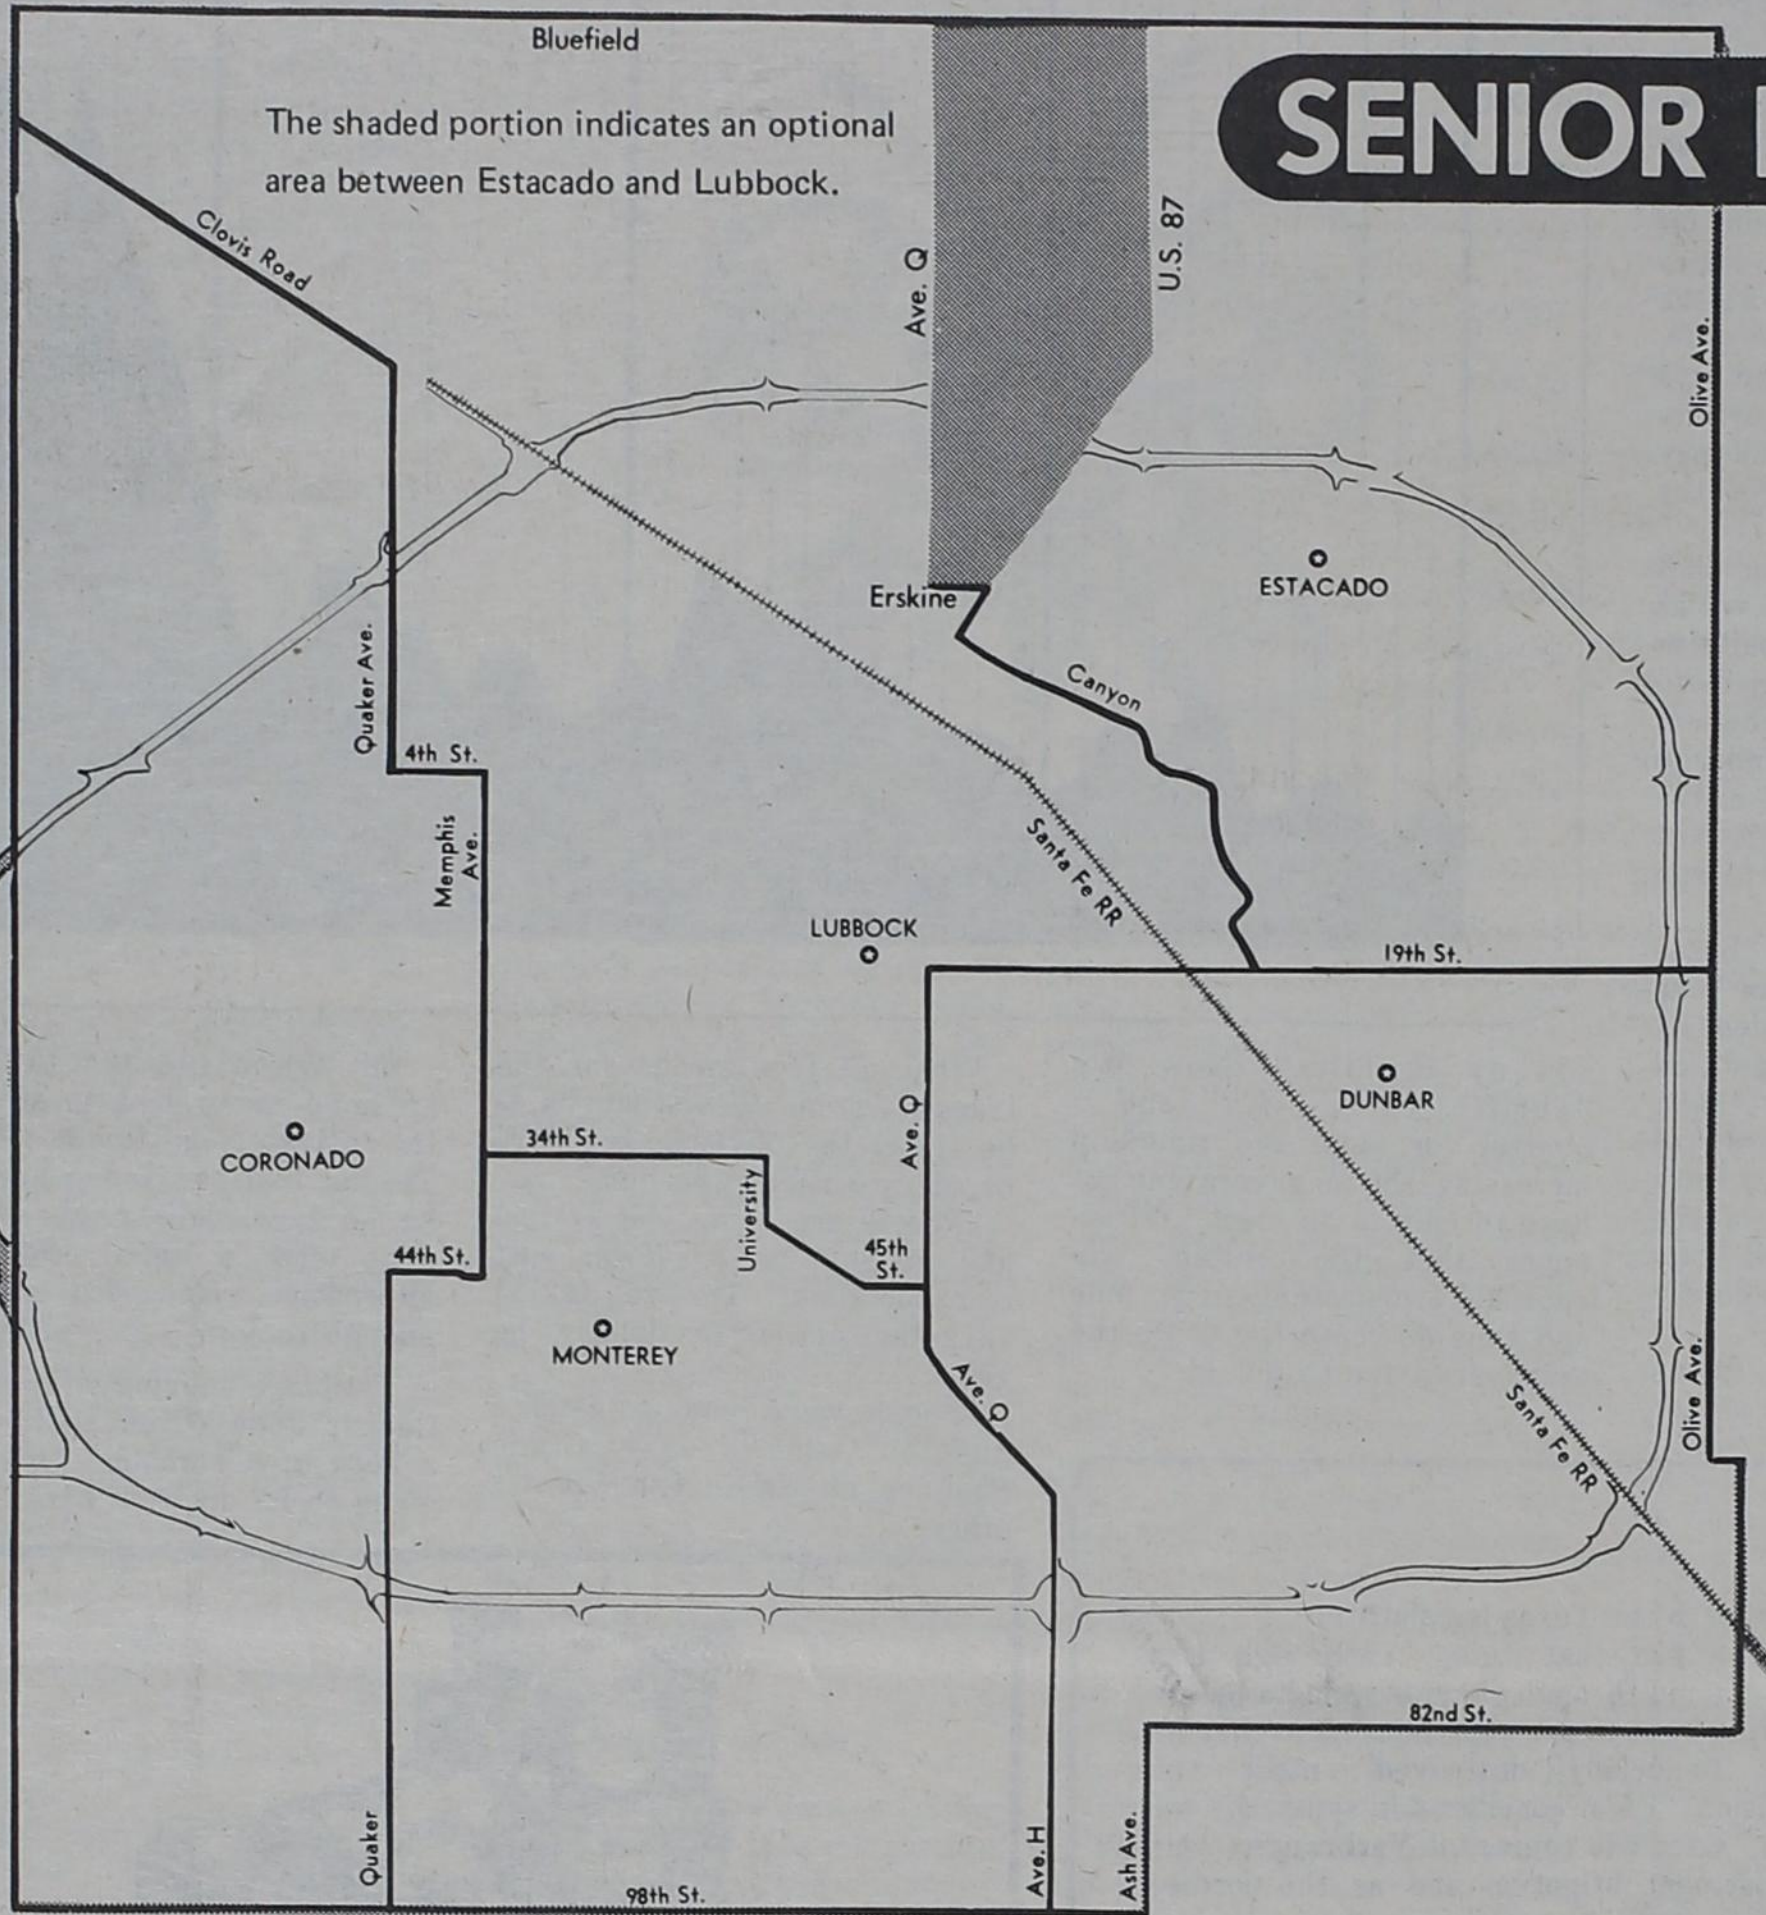 Bluefield
The shaded portion indicates an optional
area between Estacado and Lubbock.
SENIOR
Clovis Road
Ave. Q
U.S. 87
Olive Ave.
ESTACADO
Erskine
Quaker Ave.
Canyon
4th St.
Memphis
Ave.
Santa Fe RR
LUBBOCK
19th St.
DUNBAR
Ave. Q
CORONADO
34th St.
University
44th St.
45th
St.
MONTEREY
Ave. Q
Santa Fe RR
Olive Ave.
82nd St.
Quaker
Ave. H
Ash Ave.
98th St.